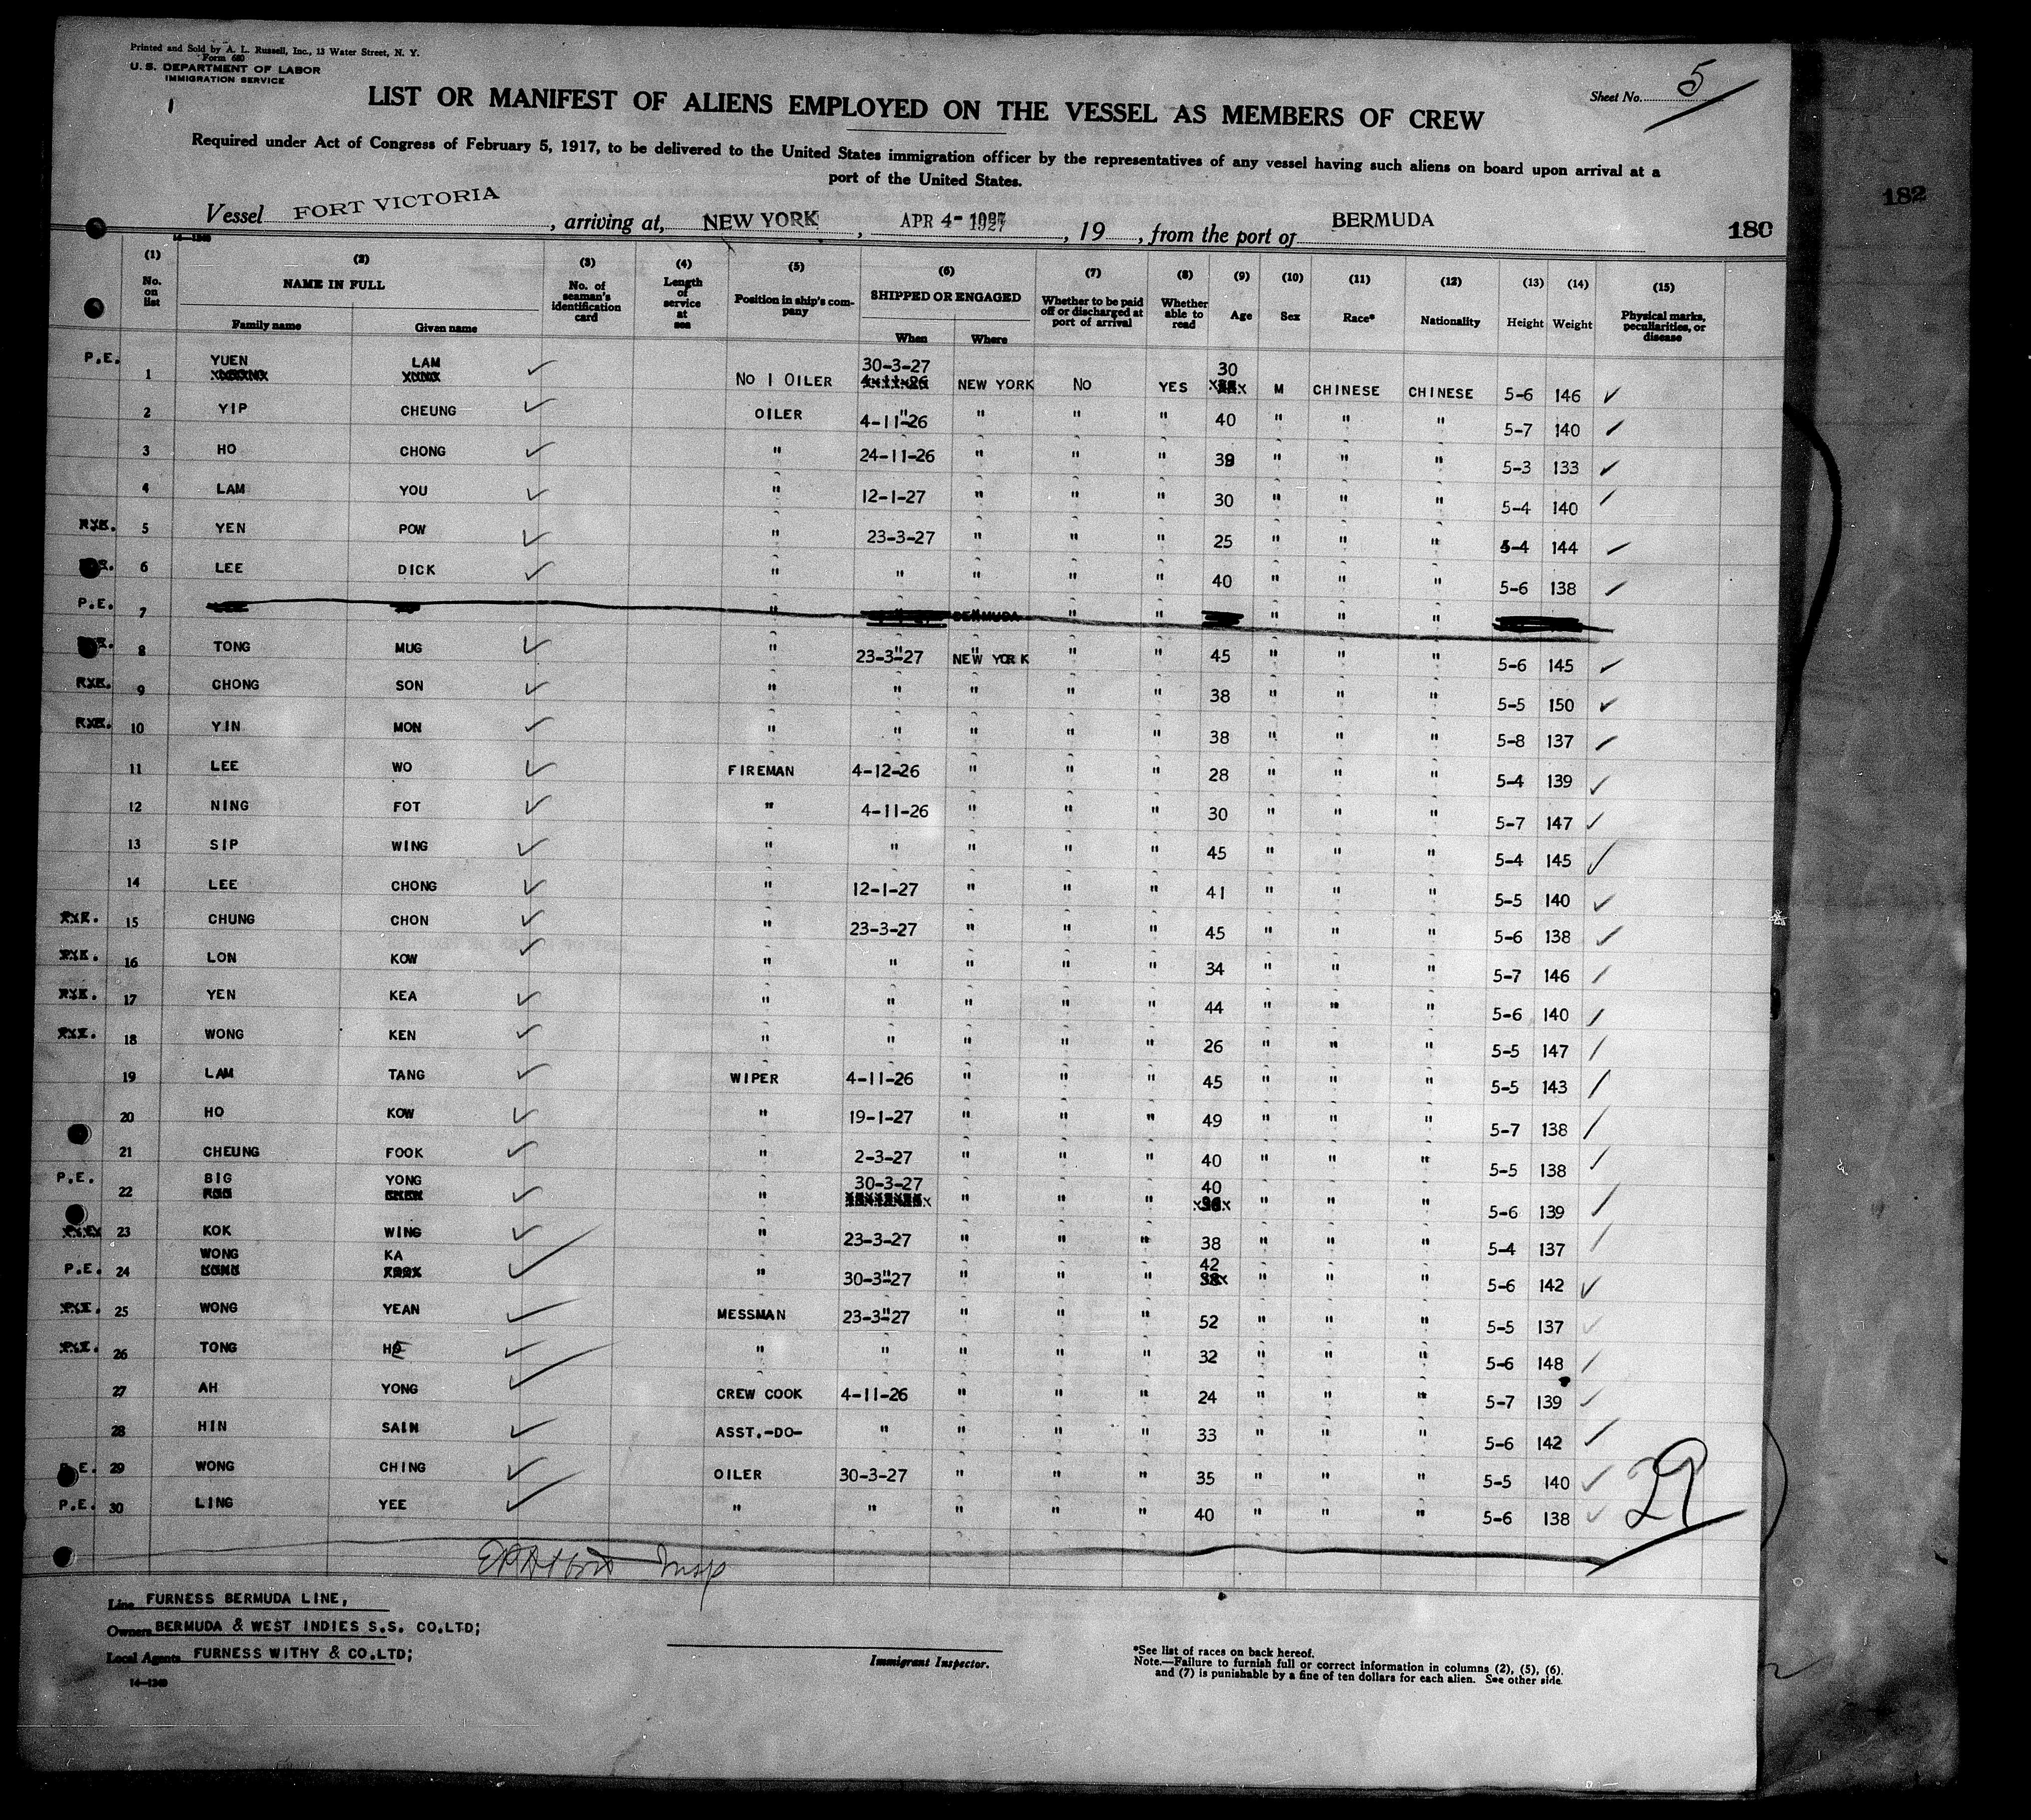 Printed and Sold by A. L. Russell, Inc., 13 Water Street, N. Y.
Form 680
U. S. DEPARTMENT OF LABOR
IMMIGRATION SERVICE
Sheet No. 5
LIST OR MANIFEST OF ALIENS EMPLOYED ON THE VESSEL AS MEMBERS OF CREW
Required under Act of Congress of February 5, 1917, to be delivered to the United States immigration officer by the representatives of any vessel having such aliens on board upon arrival at a
port of the United States.
Vessel FORT VICTORIA, arriving at, NEW YORK, APR 4- 1927, 19, from the port of BERMUDA
180
182
14-1240
(1) (2) (3) (4) (5) (6) (7) (8) (9) (10) (11) (12) (13) (14) (15)
No. on list NAME IN FULL Family name Given name No. of seaman's identification card Length of service at sea Position in ship's company SHIPPED OR ENGAGED When Where Whether to be paid off or discharged at port of arrival Whether able to read Age Sex Race* Nationality Height Weight Physical marks, peculiarities, or disease
P.E. 1 YUEN LAM No 1 OILER 30-3-27 4-11-26 NEW YORK NO YES 30 M CHINESE CHINESE 5-6 146
2 YIP CHEUNG OILER 4-11-26 " " " 40 " " " 5-7 140
3 HO CHONG " 24-11-26 " " " 39 " " " 5-3 133
4 LAM YOU " 12-1-27 " " " 30 " " " 5-4 140
5 YEN POW " 23-3-27 " " " 25 " " " 5-4 144
6 LEE DICK " " " " " 40 " " " 5-6 138
P.E. 7 " BERMUDA " " " " "
8 TONG MUG " 23-3-27 NEW YORK " " 45 " " " 5-6 145
9 CHONG SON " " " " " 38 " " " 5-5 150
10 YIN MON " " " " " 38 " " " 5-8 137
11 LEE WO FIREMAN 4-12-26 " " " 28 " " " 5-4 139
12 NING FOT " 4-11-26 " " " 30 " " " 5-7 147
13 SIP WING " " " " " 45 " " " 5-4 145
14 LEE CHONG " 12-1-27 " " " 41 " " " 5-5 140
15 CHUNG CHON " 23-3-27 " " " 45 " " " 5-6 138
16 LON KOW " " " " " 34 " " " 5-7 146
17 YEN KEA " " " " " 44 " " " 5-6 140
18 WONG KEN " " " " " 26 " " " 5-5 147
19 LAM TANG WIPER 4-11-26 " " " 45 " " " 5-5 143
20 HO KOW " 19-1-27 " " " 49 " " " 5-7 138
21 CHEUNG FOOK " 2-3-27 " " " 40 " " " 5-5 138
P.E. 22 BIG YONG " 30-3-27 " " " 40 " " " 5-6 139
23 KOK WING " 23-3-27 " " " 38 " " " 5-4 137
P.E. 24 WONG KA " 30-3-27 " " " 42 38 " " " 5-6 142
25 WONG YEAN MESSMAN 23-3-27 " " " 52 " " " 5-5 137
26 TONG HE " " " " " 32 " " " 5-6 148
27 AH YONG CREW COOK 4-11-26 " " " 24 " " " 5-7 139
28 HIN SAIN ASST.-DO- " " " " 33 " " " 5-6 142
P.E. 29 WONG CHING OILER 30-3-27 " " " 35 " " " 5-5 140
P.E. 30 LING YEE " " " " " 40 " " " 5-6 138
29
Insp
Line FURNESS BERMUDA LINE,
Owners BERMUDA & WEST INDIES S.S. CO.LTD;
Local Agents FURNESS WITHY & CO.LTD;
14-1240
Immigrant Inspector.
*See list of races on back hereof.
Note.—Failure to furnish full or correct information in columns (2), (5), (6),
and (7) is punishable by a fine of ten dollars for each alien. See other side.